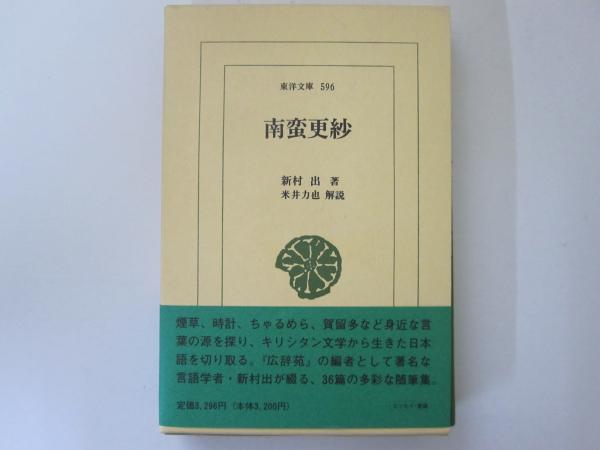 東洋文庫 596
南蛮更紗
新村 出 著
米井力也 解説
煙草、時計、ちゃるめら、賀留多など身近な言
葉の源を探り、キリシタン文学から生きた日本
語を切り取る。『広辞苑』の編者として著名な
言語学者・新村出が綴る、36篇の多彩な随筆集。
定価3,296円（本体3,200円）